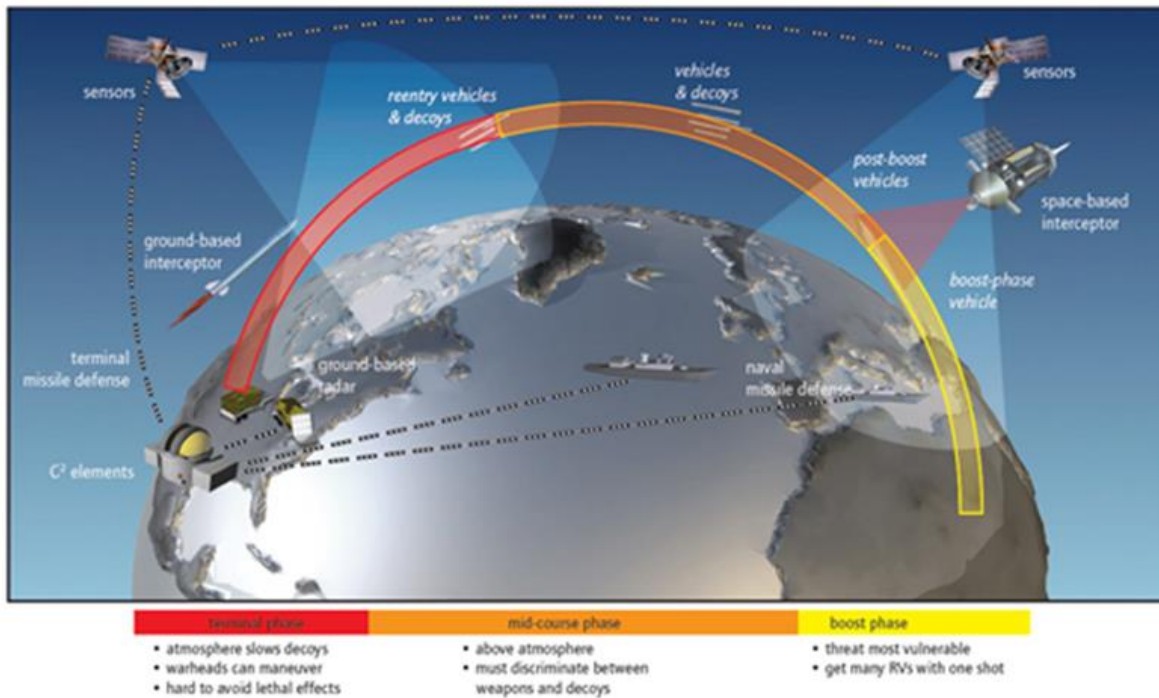 sensors
sensors
reentry vehicles
& decoys
vehicles
& decoys
post-boost
vehicles
space-based
interceptor
ground-based
interceptor
boost-phase
vehicle
terminal
missile defense
ground-based
radar
naval
missile defense
C² elements
terminal phase
▪ atmosphere slows decoys
▪ warheads can maneuver
▪ hard to avoid lethal effects
mid-course phase
▪ above atmosphere
▪ must discriminate between
weapons and decoys
boost phase
▪ threat most vulnerable
▪ get many RVs with one shot